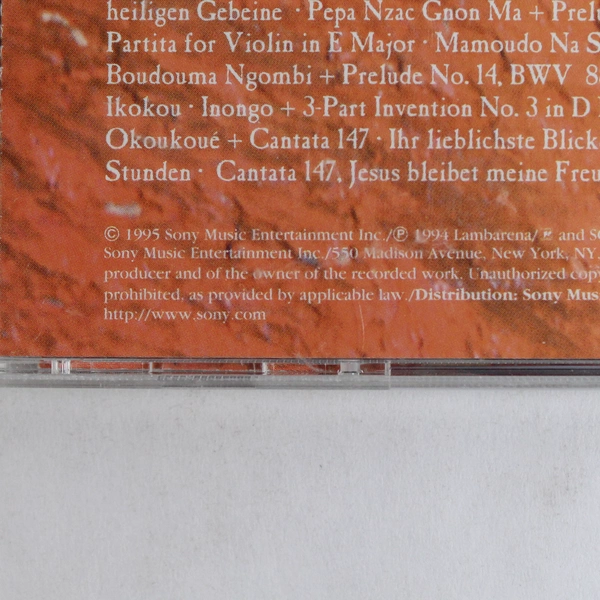 heiligen Gebeine · Pepa Nzac Gnon Ma + Prel
Partita for Violin in E Major · Mamoudo Na S
Boudouma Ngombi + Prelude No. 14, BWV 8
Ikokou · Inongo + 3-Part Invention No. 3 in D
Okoukoué + Cantata 147 · Ihr lieblichste Blick
Stunden · Cantata 147, Jesus bleibet meine Freu
© 1995 Sony Music Entertainment Inc./℗ 1994 Lambarena/ and
Sony Music Entertainment Inc./550 Madison Avenue, New York, NY.
producer and of the owner of the recorded work. Unauthorized copy
prohibited, as provided by applicable law./Distribution: Sony Mus
http://www.sony.com